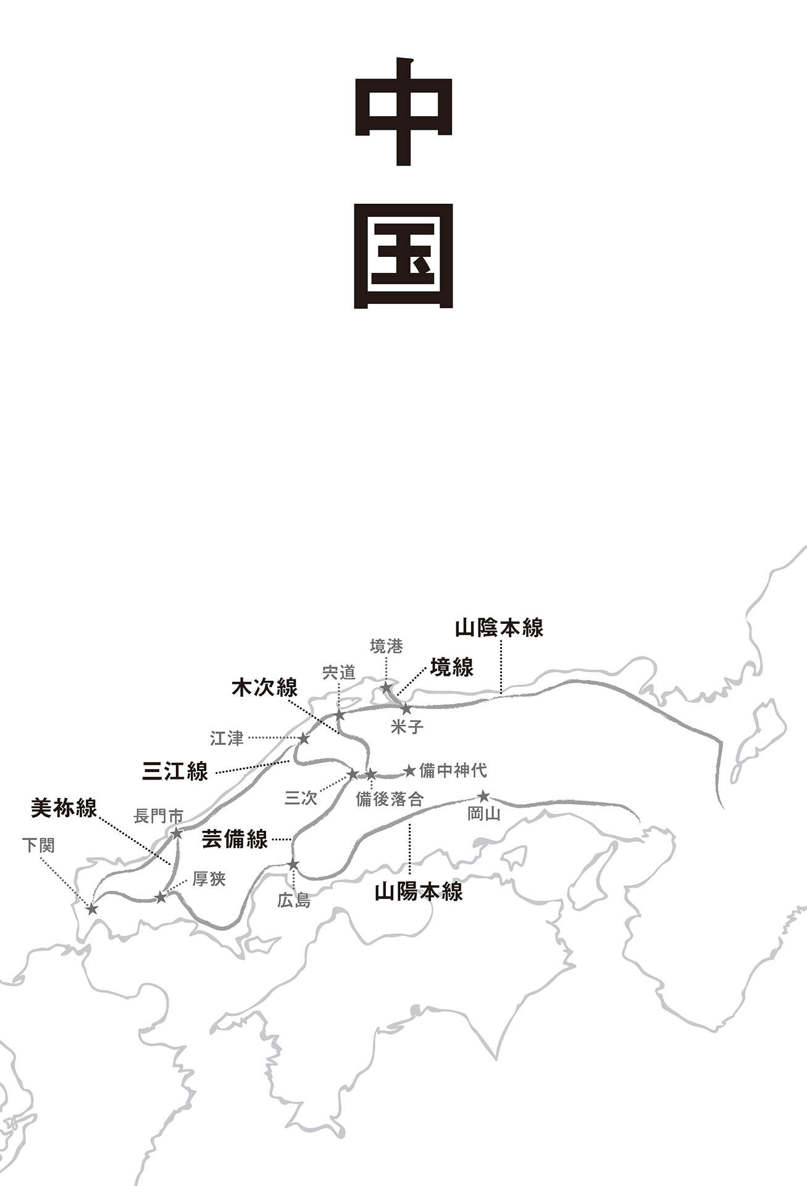 中国
山陰本線
境港
境線
宍道
木次線
米子
江津
三江線
備中神代
三次
備後落合
美祢線
長門市
岡山
芸備線
下関
厚狭
広島
山陽本線